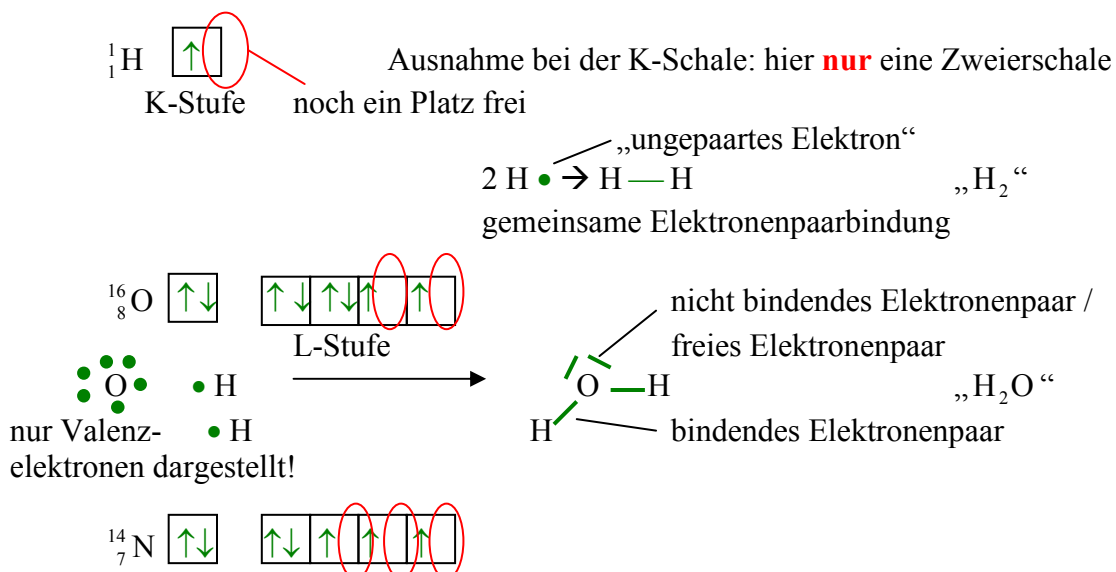 ¹₁H ↑ Ausnahme bei der K-Schale: hier nur eine Zweierschale
K-Stufe noch ein Platz frei
„ungepaartes Elektron“
2 H • → H — H „H₂“
gemeinsame Elektronenpaarbindung
¹⁶₈O ↑↓ ↑↓ ↑↓ ↑ ↑ nicht bindendes Elektronenpaar /
L-Stufe freies Elektronenpaar
O • H O — H „H₂O“
nur Valenz- • H H bindendes Elektronenpaar
elektronen dargestellt!
¹⁴₇N ↑↓ ↑↓ ↑ ↑ ↑